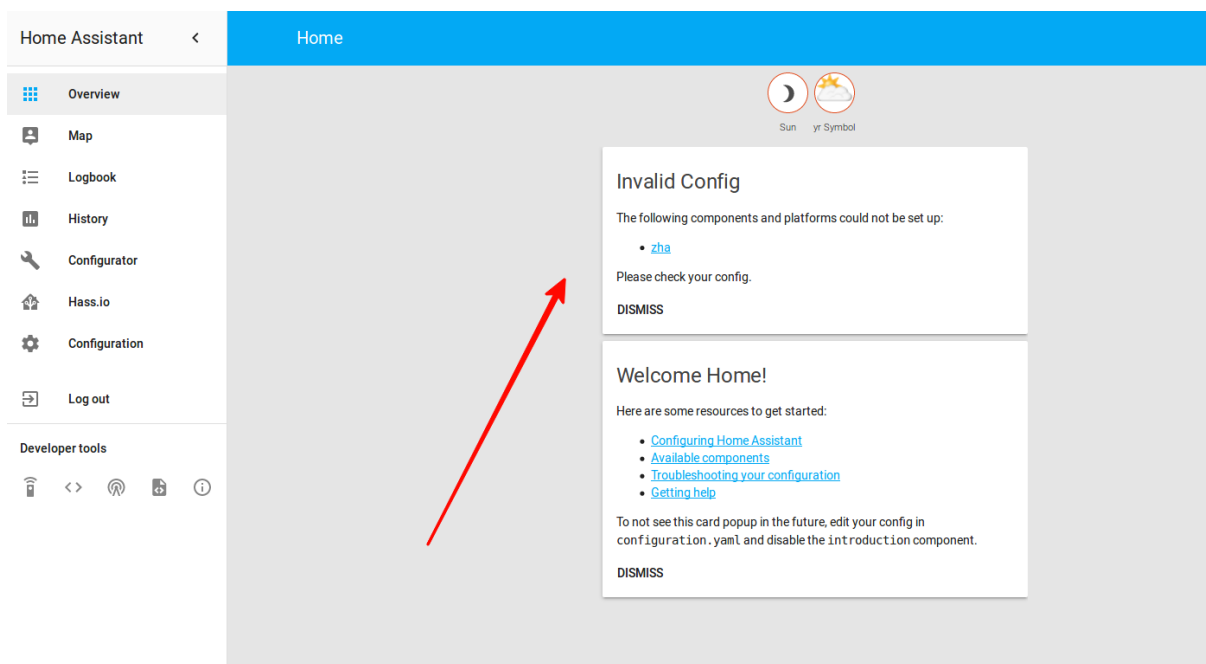 Home Assistant
Home
Overview
Map
Logbook
History
Configurator
Hass.io
Configuration
Log out
Developer tools
Sun
yr Symbol
Invalid Config
The following components and platforms could not be set up:
zha
Please check your config.
DISMISS
Welcome Home!
Here are some resources to get started:
Configuring Home Assistant
Available components
Troubleshooting your configuration
Getting help
To not see this card popup in the future, edit your config in
configuration.yaml and disable the introduction component.
DISMISS